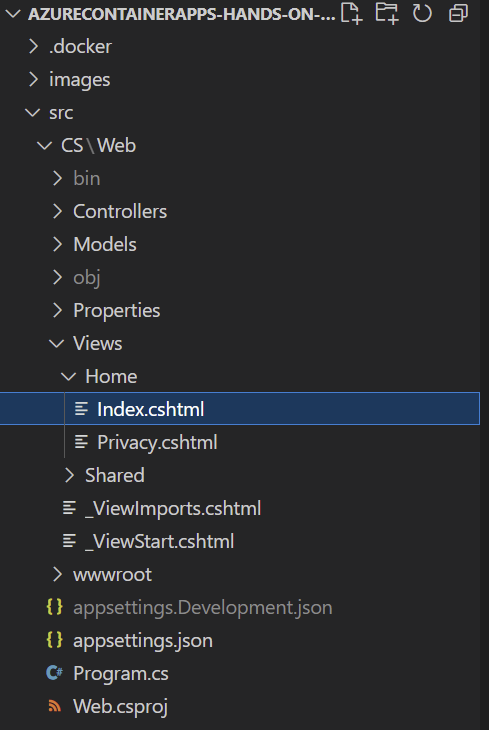 AZURECONTAINERAPPS-HANDS-ON-...
.docker
images
src
CS\Web
bin
Controllers
Models
obj
Properties
Views
Home
Index.cshtml
Privacy.cshtml
Shared
_ViewImports.cshtml
_ViewStart.cshtml
wwwroot
{} appsettings.Development.json
{} appsettings.json
C# Program.cs
Web.csproj